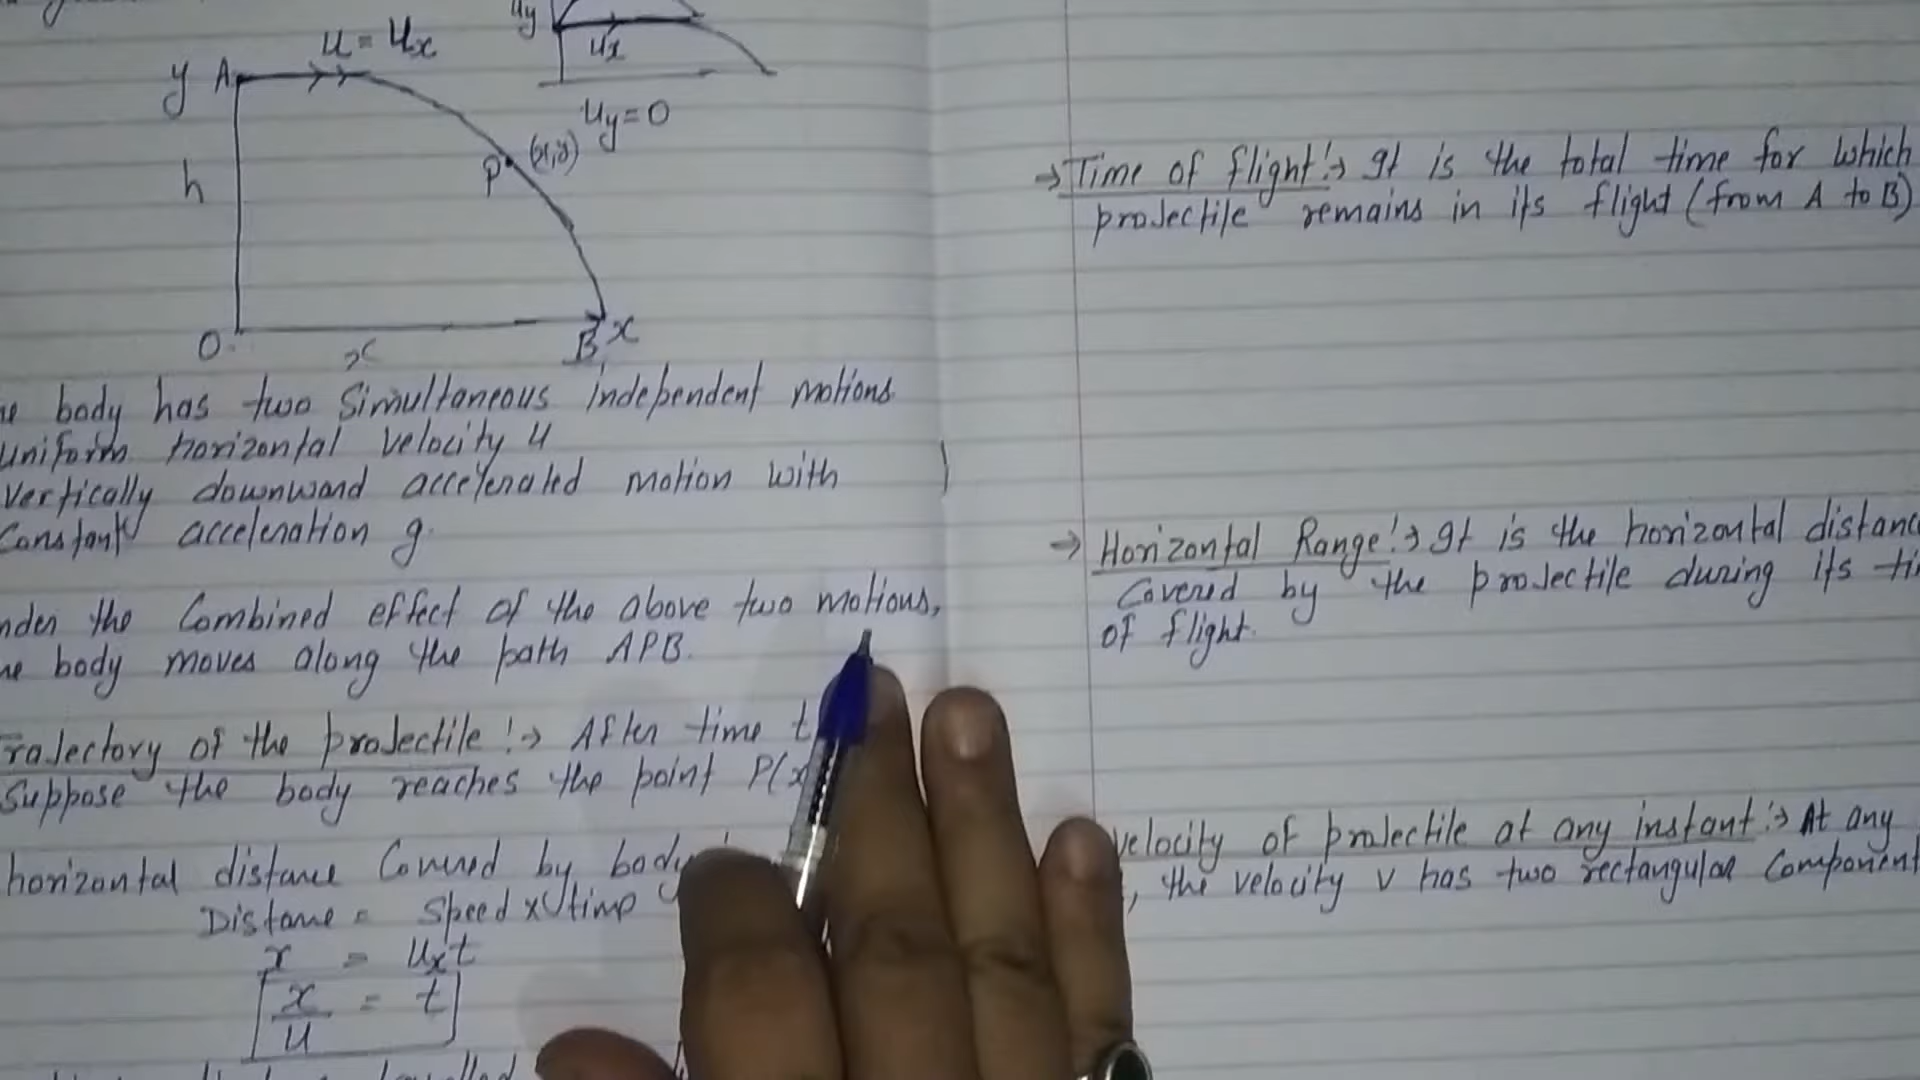 uy
ux
uy=0
u = ux
y A
h
P (x,y)
O
x
B x
body has two Simultaneous independent motions
uniform horizontal velocity u
Vertically downward accelerated motion with
Constant acceleration g.
the Combined effect of the above two motions,
body moves along the path APB.
Trajectory of the projectile :→ After time t
Suppose the body reaches the point P(x
horizontal distance Covered by body
Distance = Speed x time
x = uxt
x/u = t
→ Time of flight :→ It is the total time for which
projectile remains in its flight (from A to B)
→ Horizontal Range :→ It is the horizontal distanc
Covered by the projectile during its ti
of flight.
velocity of projectile at any instant :→ At any
, the velocity v has two rectangular Component